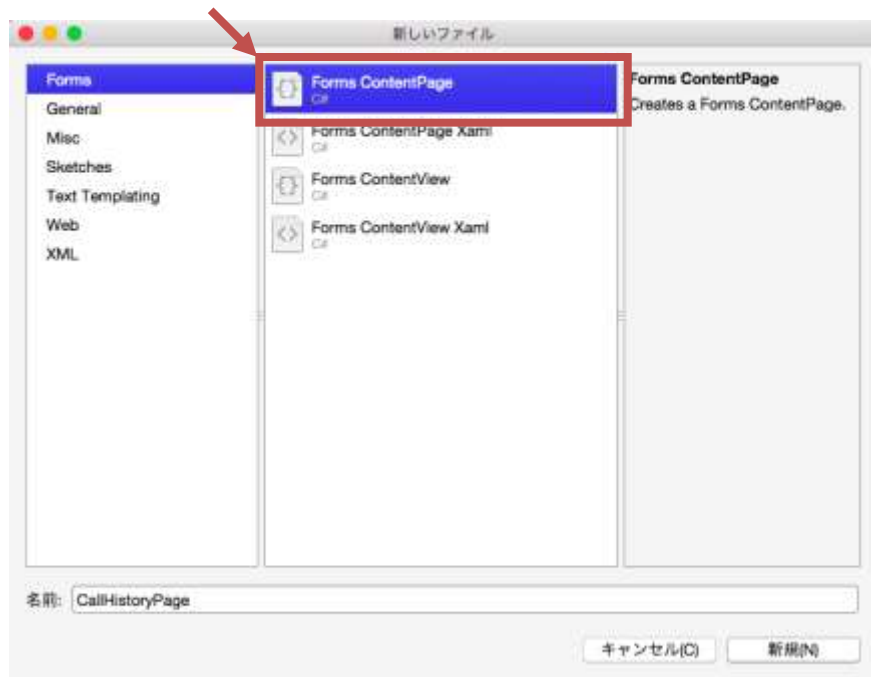 新しいファイル
Forms
General
Misc
Sketches
Text Templating
Web
XML
Forms ContentPage
C#
Forms ContentPage Xaml
C#
Forms ContentView
C#
Forms ContentView Xaml
C#
Forms ContentPage
Creates a Forms ContentPage.
名前: CallHistoryPage
キャンセル(C) 新規(N)